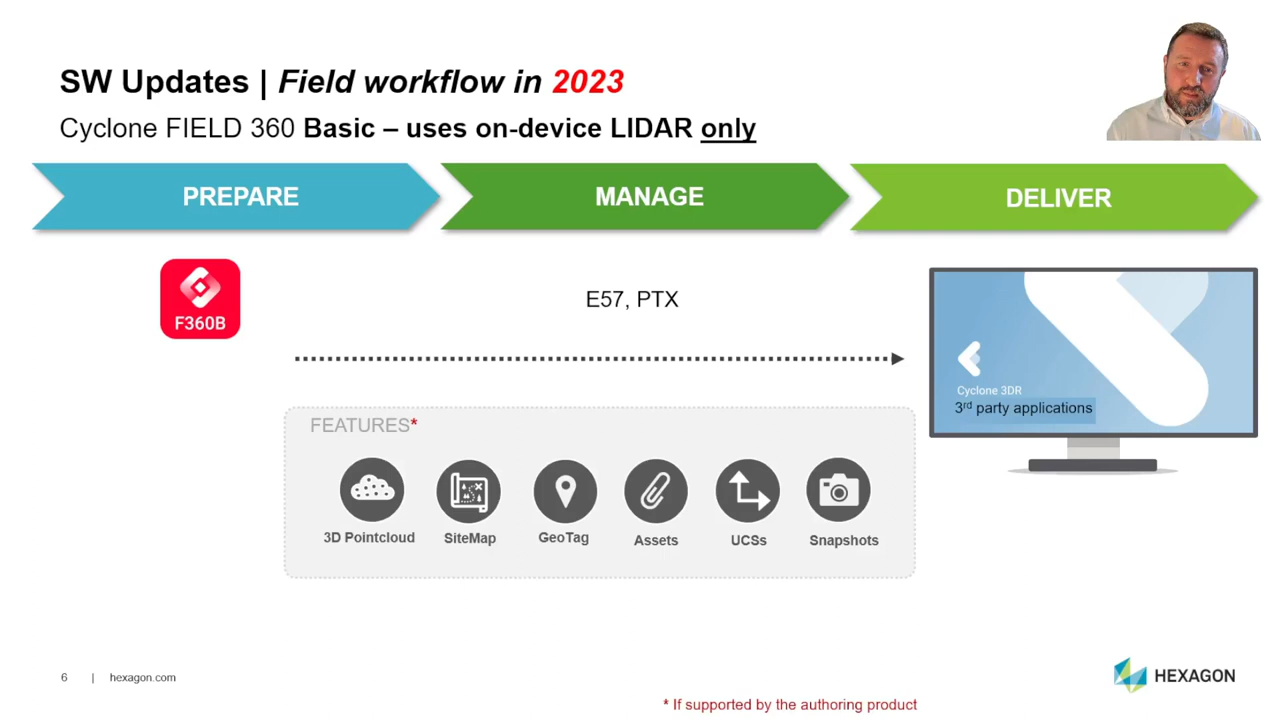 SW Updates | Field workflow in 2023
Cyclone FIELD 360 Basic – uses on-device LIDAR only
PREPARE
MANAGE
DELIVER
F360B
E57, PTX
Cyclone 3DR
3rd party applications
FEATURES*
3D Pointcloud
SiteMap
GeoTag
Assets
UCSs
Snapshots
6 | hexagon.com
HEXAGON
* If supported by the authoring product